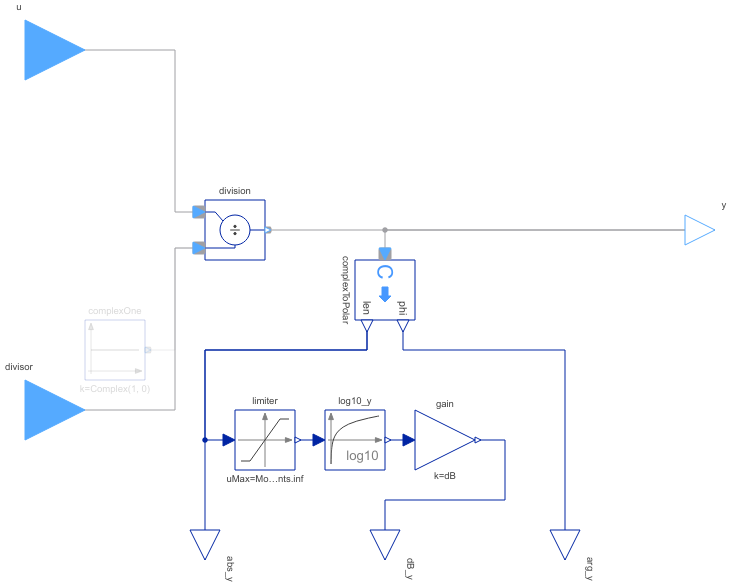 u
division
÷
y
complexToPolar
C
len
phi
complexOne
k=Complex(1, 0)
divisor
limiter
log10_y
gain
log10
uMax=Mo...nts.inf
k=dB
abs_y
dB_y
arg_y